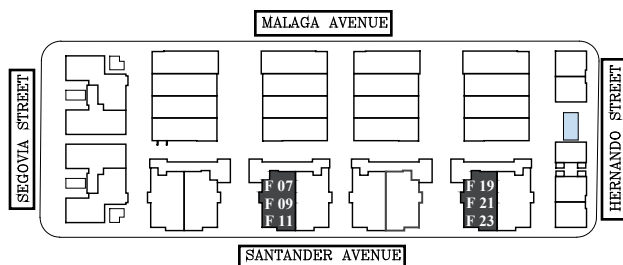 MALAGA AVENUE
SEGOVIA STREET
HERNANDO STREET
F 07
F 09
F 11
F 19
F 21
F 23
SANTANDER AVENUE